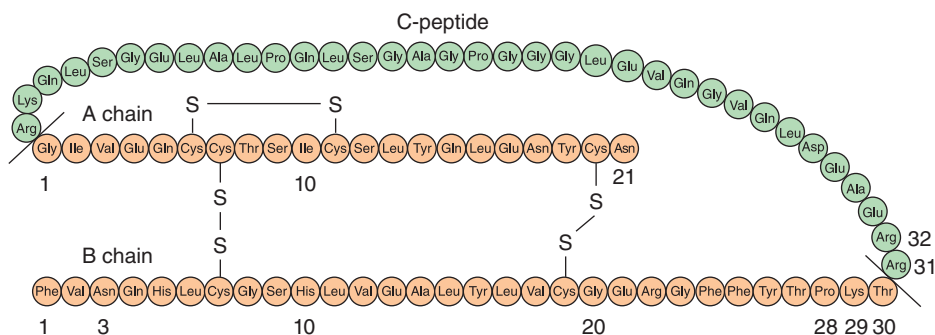 C-peptide
Arg Lys Gln Leu Ser Gly Glu Leu Ala Leu Pro Gln Leu Ser Gly Ala Gly Pro Gly Gly Gly Leu Glu Val Gln Gly Val Gln Leu Asp Glu Ala Glu Arg Arg
32
31
A chain
S S
Gly Ile Val Glu Gln Cys Cys Thr Ser Ile Cys Ser Leu Tyr Gln Leu Glu Asn Tyr Cys Asn
1 10 21
S S
S S
B chain
Phe Val Asn Gln His Leu Cys Gly Ser His Leu Val Glu Ala Leu Tyr Leu Val Cys Gly Glu Arg Gly Phe Phe Tyr Thr Pro Lys Thr
1 3 10 20 28 29 30